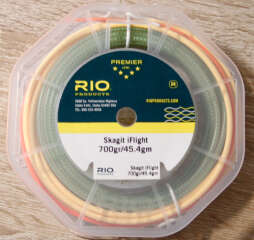 PREMIER
RIO
PRODUCTS
RIOPRODUCTS.COM
Skagit iFlight
700gr/45.4gm
RIO
Skagit iFlight
700gr/45.4gm